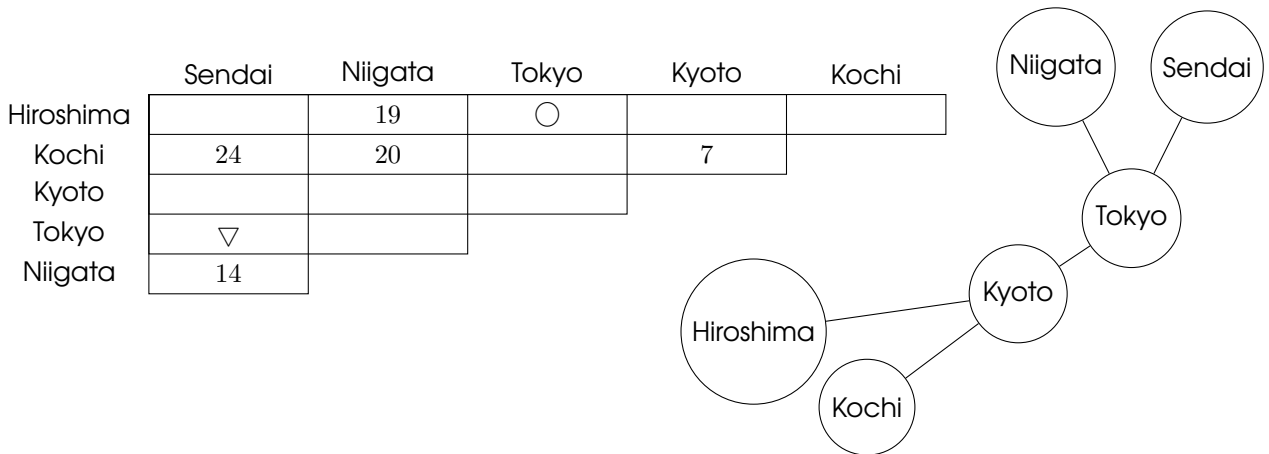 Sendai Niigata Tokyo Kyoto Kochi
Hiroshima 19 ○
Kochi 24 20 7
Kyoto
Tokyo ▽
Niigata 14
Niigata
Sendai
Tokyo
Kyoto
Hiroshima
Kochi